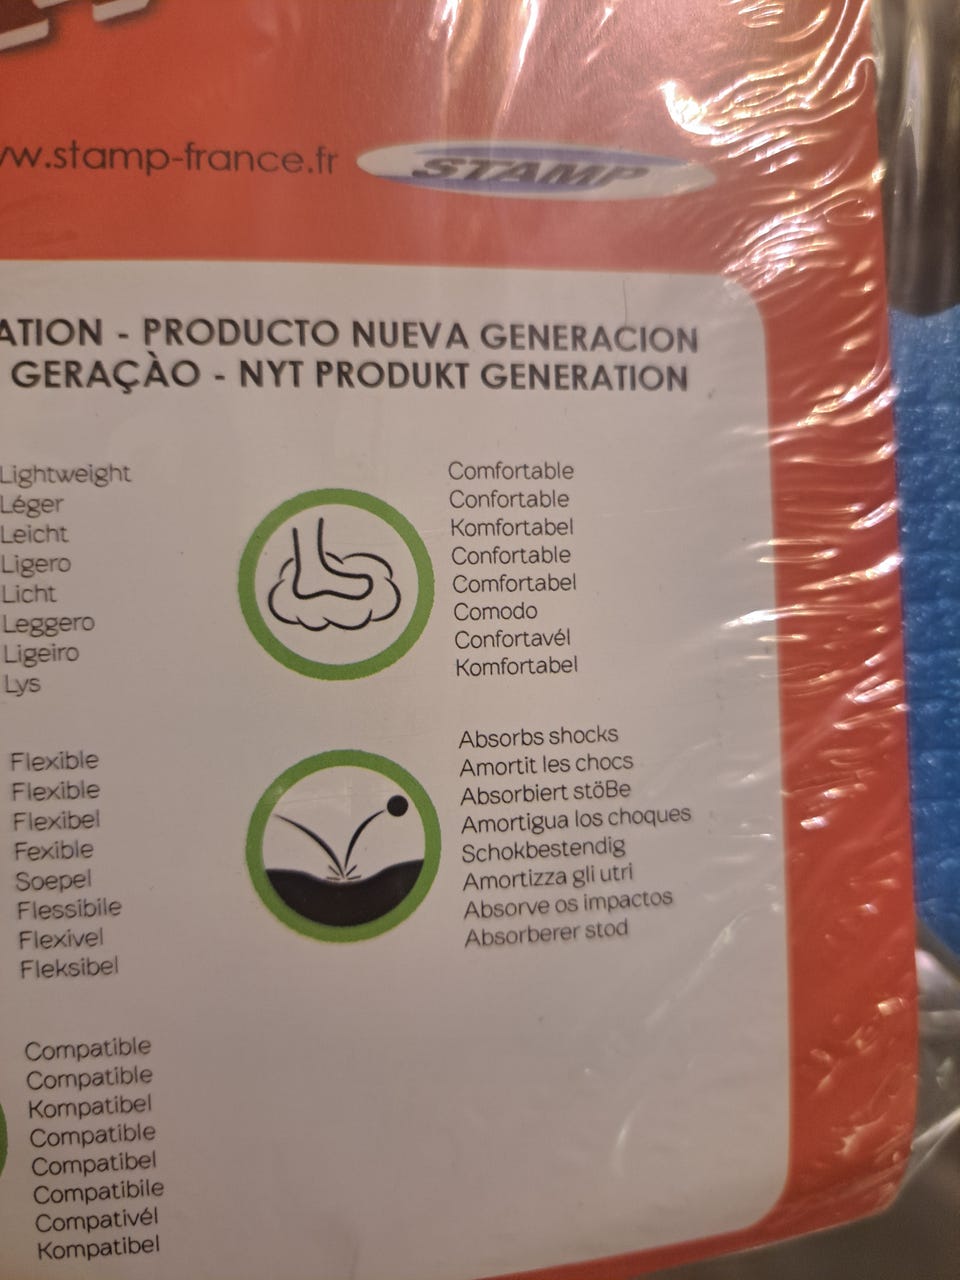 w.stamp-france.fr
STAMP
ATION - PRODUCTO NUEVA GENERACION
GERAÇÀO - NYT PRODUKT GENERATION
Lightweight
Léger
Leicht
Ligero
Licht
Leggero
Ligeiro
Lys
Comfortable
Confortable
Komfortabel
Confortable
Comfortabel
Comodo
Confortavél
Komfortabel
Flexible
Flexible
Flexibel
Fexible
Soepel
Flessibile
Flexivel
Fleksibel
Absorbs shocks
Amortit les chocs
Absorbiert stöBe
Amortigua los choques
Schokbestendig
Amortizza gli utri
Absorve os impactos
Absorberer stod
Compatible
Compatible
Kompatibel
Compatible
Compatibel
Compatibile
Compativél
Kompatibel